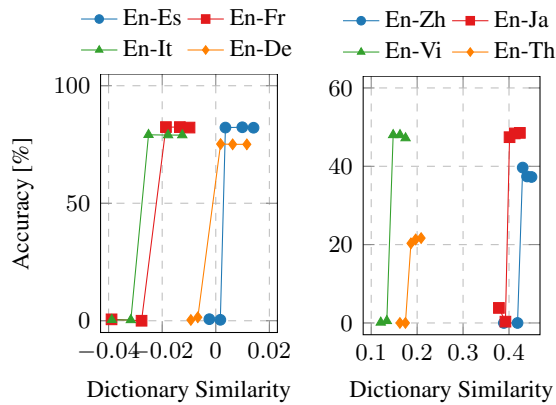 En-Es En-Fr
En-It En-De
Accuracy [%]
100
50
0
−0.04 −0.02 0 0.02
Dictionary Similarity
En-Zh En-Ja
En-Vi En-Th
60
40
20
0
0.1 0.2 0.3 0.4
Dictionary Similarity